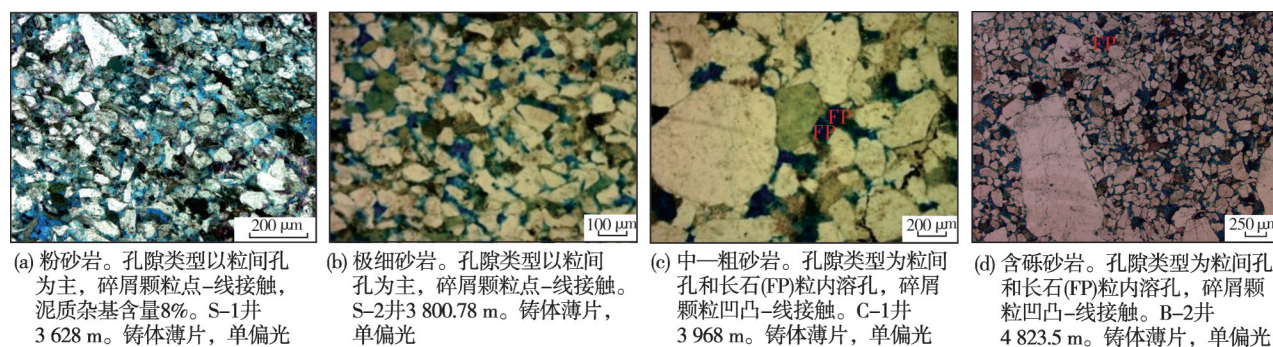 200 μm
100 μm
FP
FP
200 μm
FP
250 μm
(a) 粉砂岩。孔隙类型以粒间孔
为主，碎屑颗粒点-线接触，
泥质杂基含量8%。S-1井
3 628 m。铸体薄片，单偏光
(b) 极细砂岩。孔隙类型以粒间
孔为主，碎屑颗粒点-线接触。
S-2井3 800.78 m。铸体薄片，
单偏光
(c) 中—粗砂岩。孔隙类型为粒间
孔和长石(FP)粒内溶孔，碎屑
颗粒凹凸-线接触。C-1井
3 968 m。铸体薄片，单偏光
(d) 含砾砂岩。孔隙类型为粒间孔
和长石(FP)粒内溶孔，碎屑颗
粒凹凸-线接触。B-2井
4 823.5 m。铸体薄片，单偏光